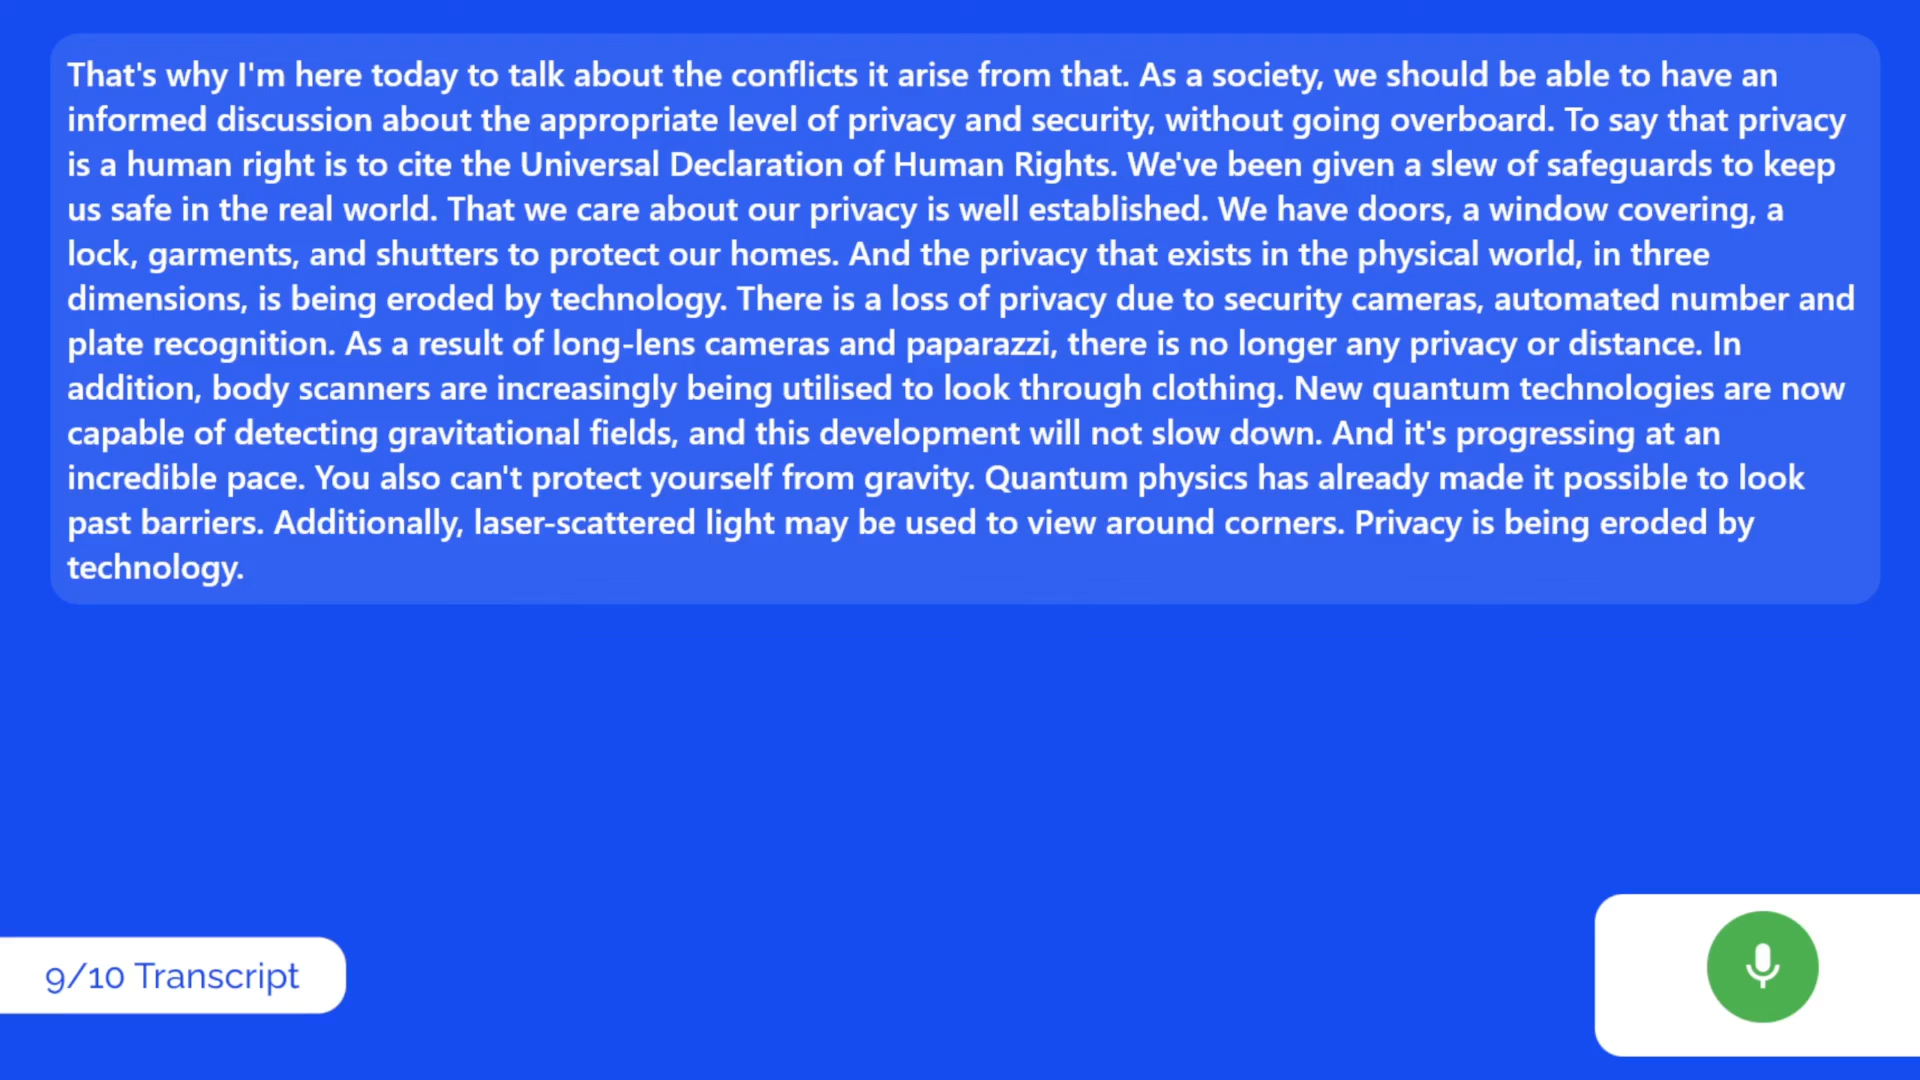 That's why I'm here today to talk about the conflicts it arise from that. As a society, we should be able to have an
informed discussion about the appropriate level of privacy and security, without going overboard. To say that privacy
is a human right is to cite the Universal Declaration of Human Rights. We've been given a slew of safeguards to keep
us safe in the real world. That we care about our privacy is well established. We have doors, a window covering, a
lock, garments, and shutters to protect our homes. And the privacy that exists in the physical world, in three
dimensions, is being eroded by technology. There is a loss of privacy due to security cameras, automated number and
plate recognition. As a result of long-lens cameras and paparazzi, there is no longer any privacy or distance. In
addition, body scanners are increasingly being utilised to look through clothing. New quantum technologies are now
capable of detecting gravitational fields, and this development will not slow down. And it's progressing at an
incredible pace. You also can't protect yourself from gravity. Quantum physics has already made it possible to look
past barriers. Additionally, laser-scattered light may be used to view around corners. Privacy is being eroded by
technology.
9/10 Transcript